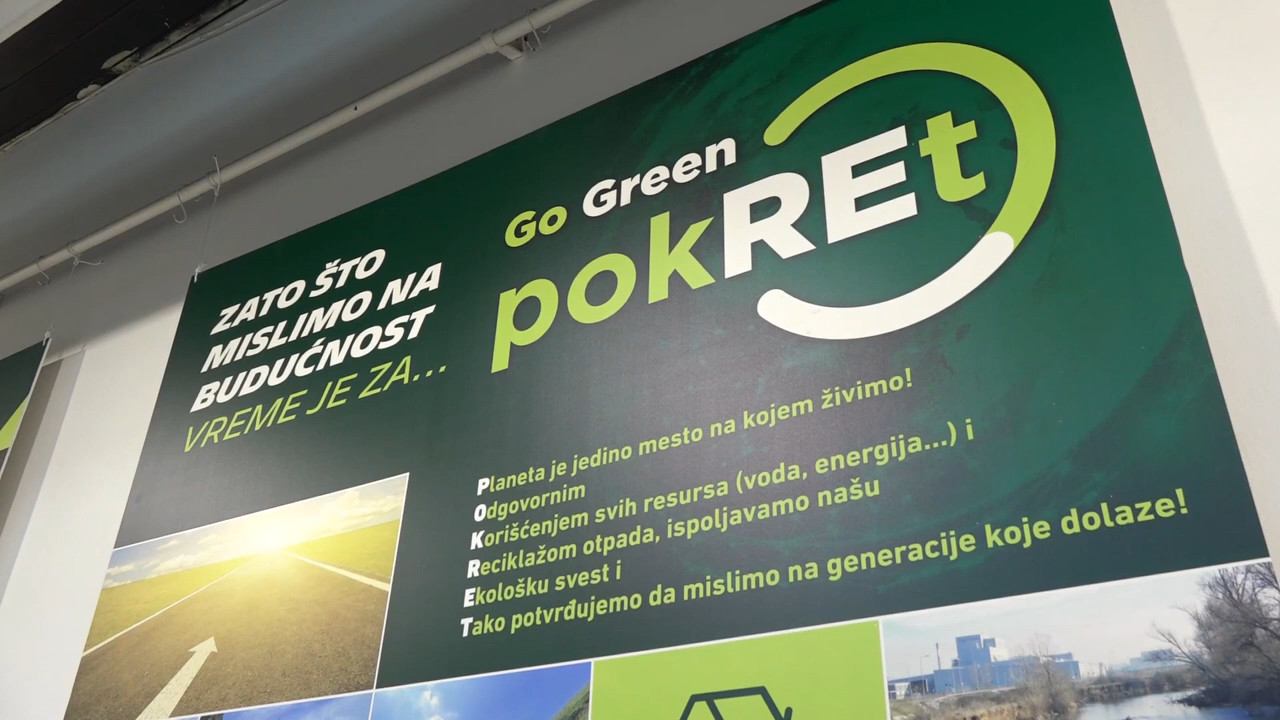 ZATO ŠTO
MISLIMO NA
BUDUĆNOST
VREME JE ZA...
Go Green
pokREt
Planeta je jedino mesto na kojem živimo!
Odgovornim
Korišćenjem svih resursa (voda, energija...) i
Reciklažom otpada, ispoljavamo našu
Ekološku svest i
Tako potvrđujemo da mislimo na generacije koje dolaze!